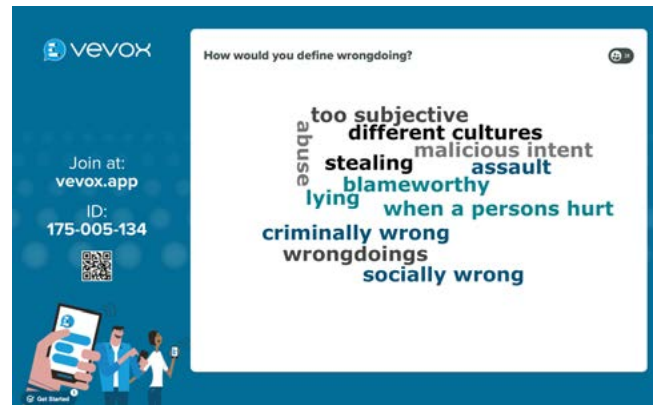 vevox
How would you define wrongdoing?
Join at:
vevox.app
ID:
175-005-134
too subjective
different cultures
abuse
malicious intent
stealing
assault
blameworthy
lying
when a persons hurt
criminally wrong
wrongdoings
socially wrong
Get Started